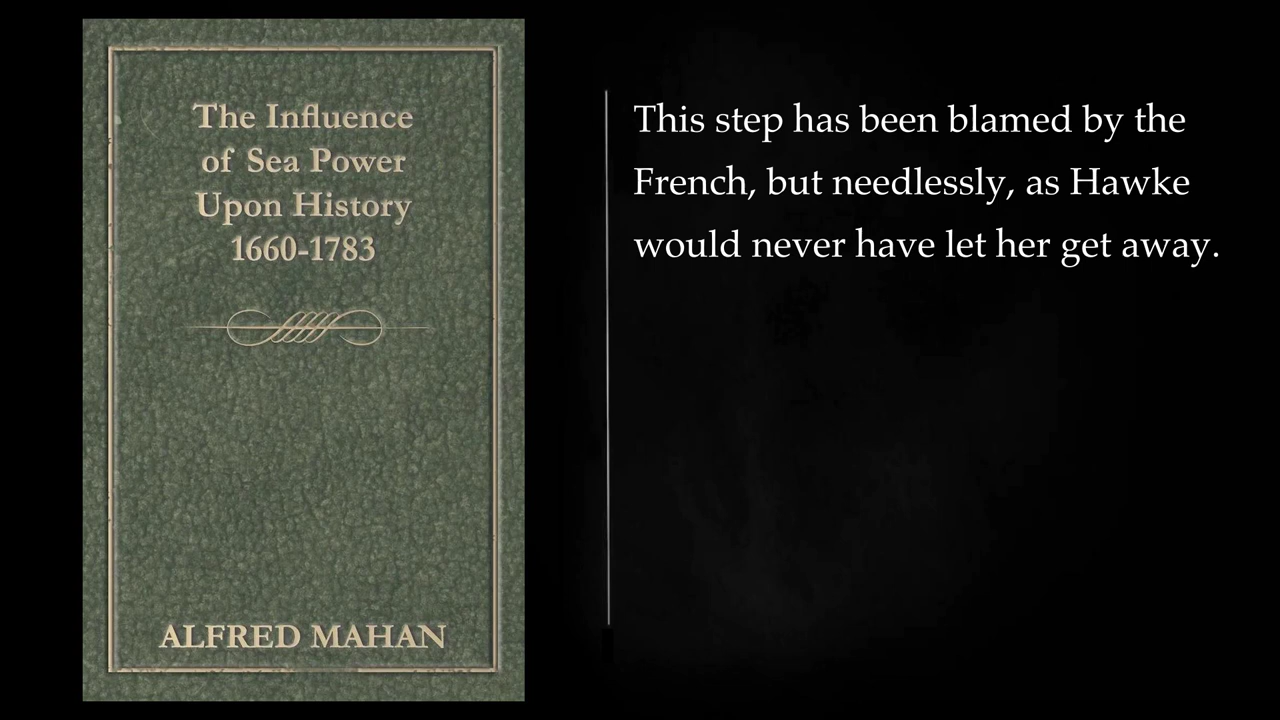 The Influence
of Sea Power
Upon History
1660-1783
ALFRED MAHAN
This step has been blamed by the
French, but needlessly, as Hawke
would never have let her get away.